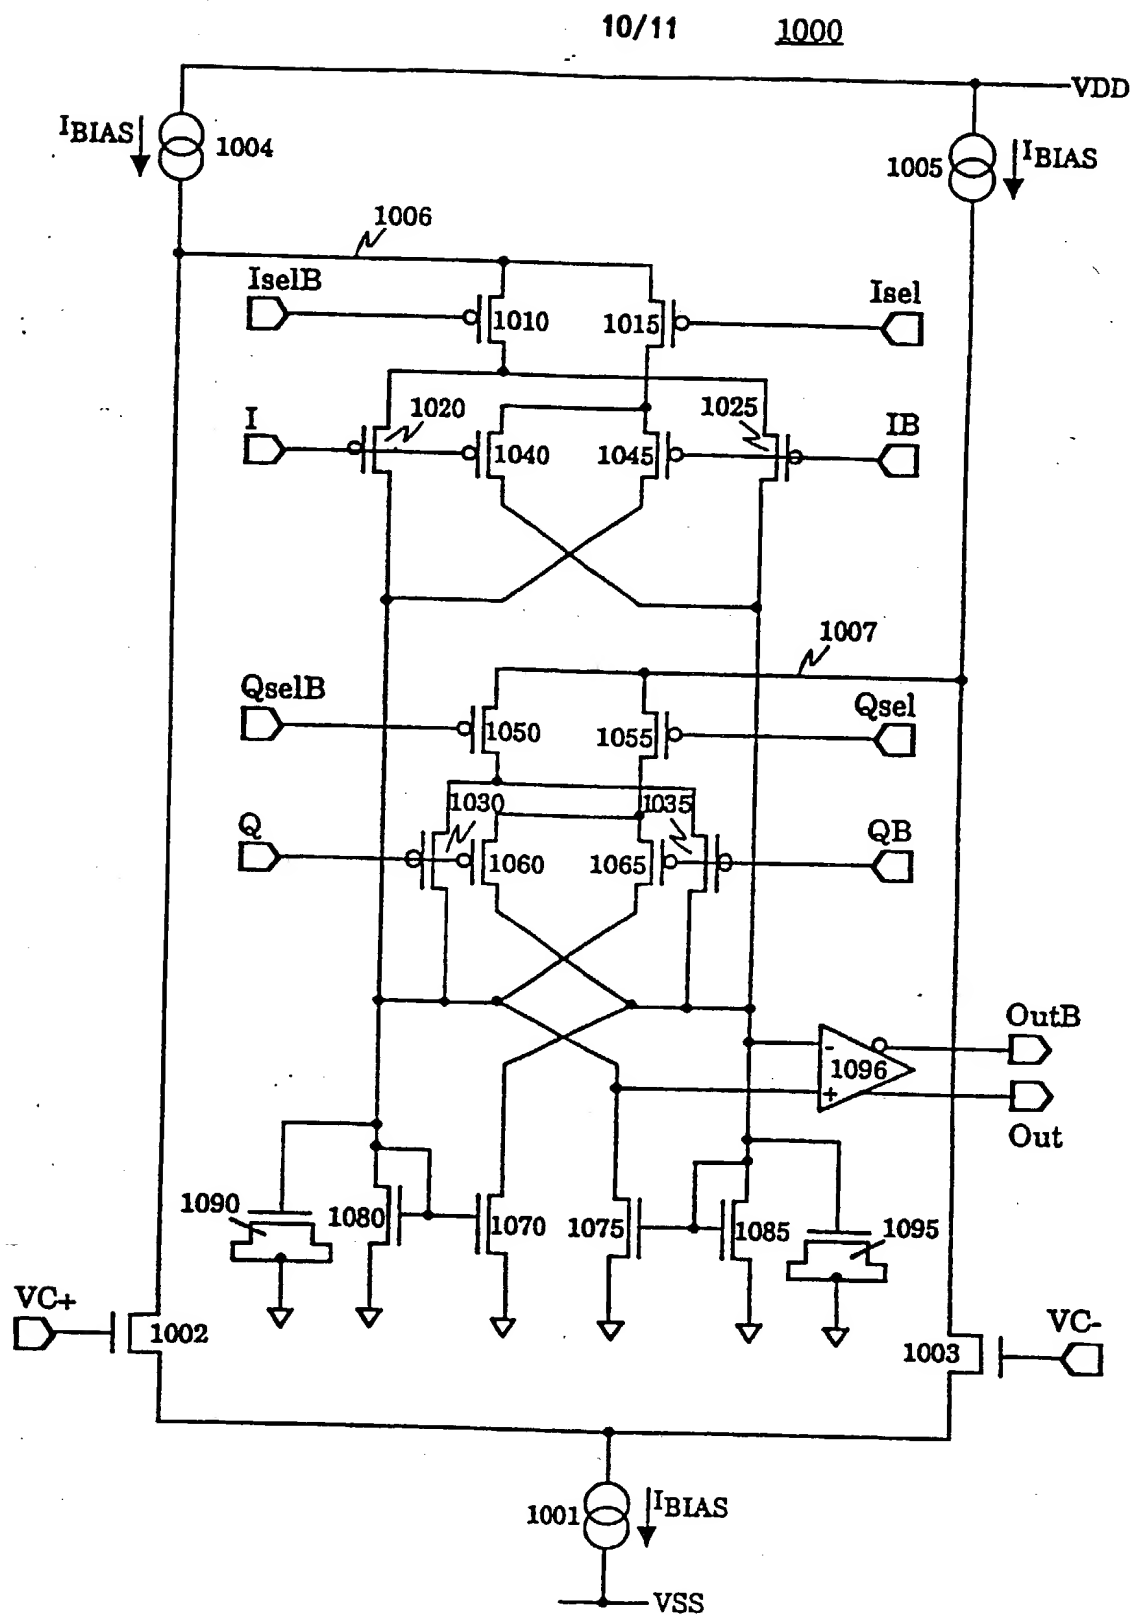 10/11 1000
VDD
IBIAS 1004 1005 IBIAS
1006
IselB Isel
1010 1015
I 1020 1025 IB
1040 1045
1007
QselB Qsel
1050 1055
Q 1030 1035 QB
1060 1065
OutB
1096
- +
Out
1090 1080 1070 1075 1085 1095
VC+ VC-
1002 1003
1001 IBIAS
VSS